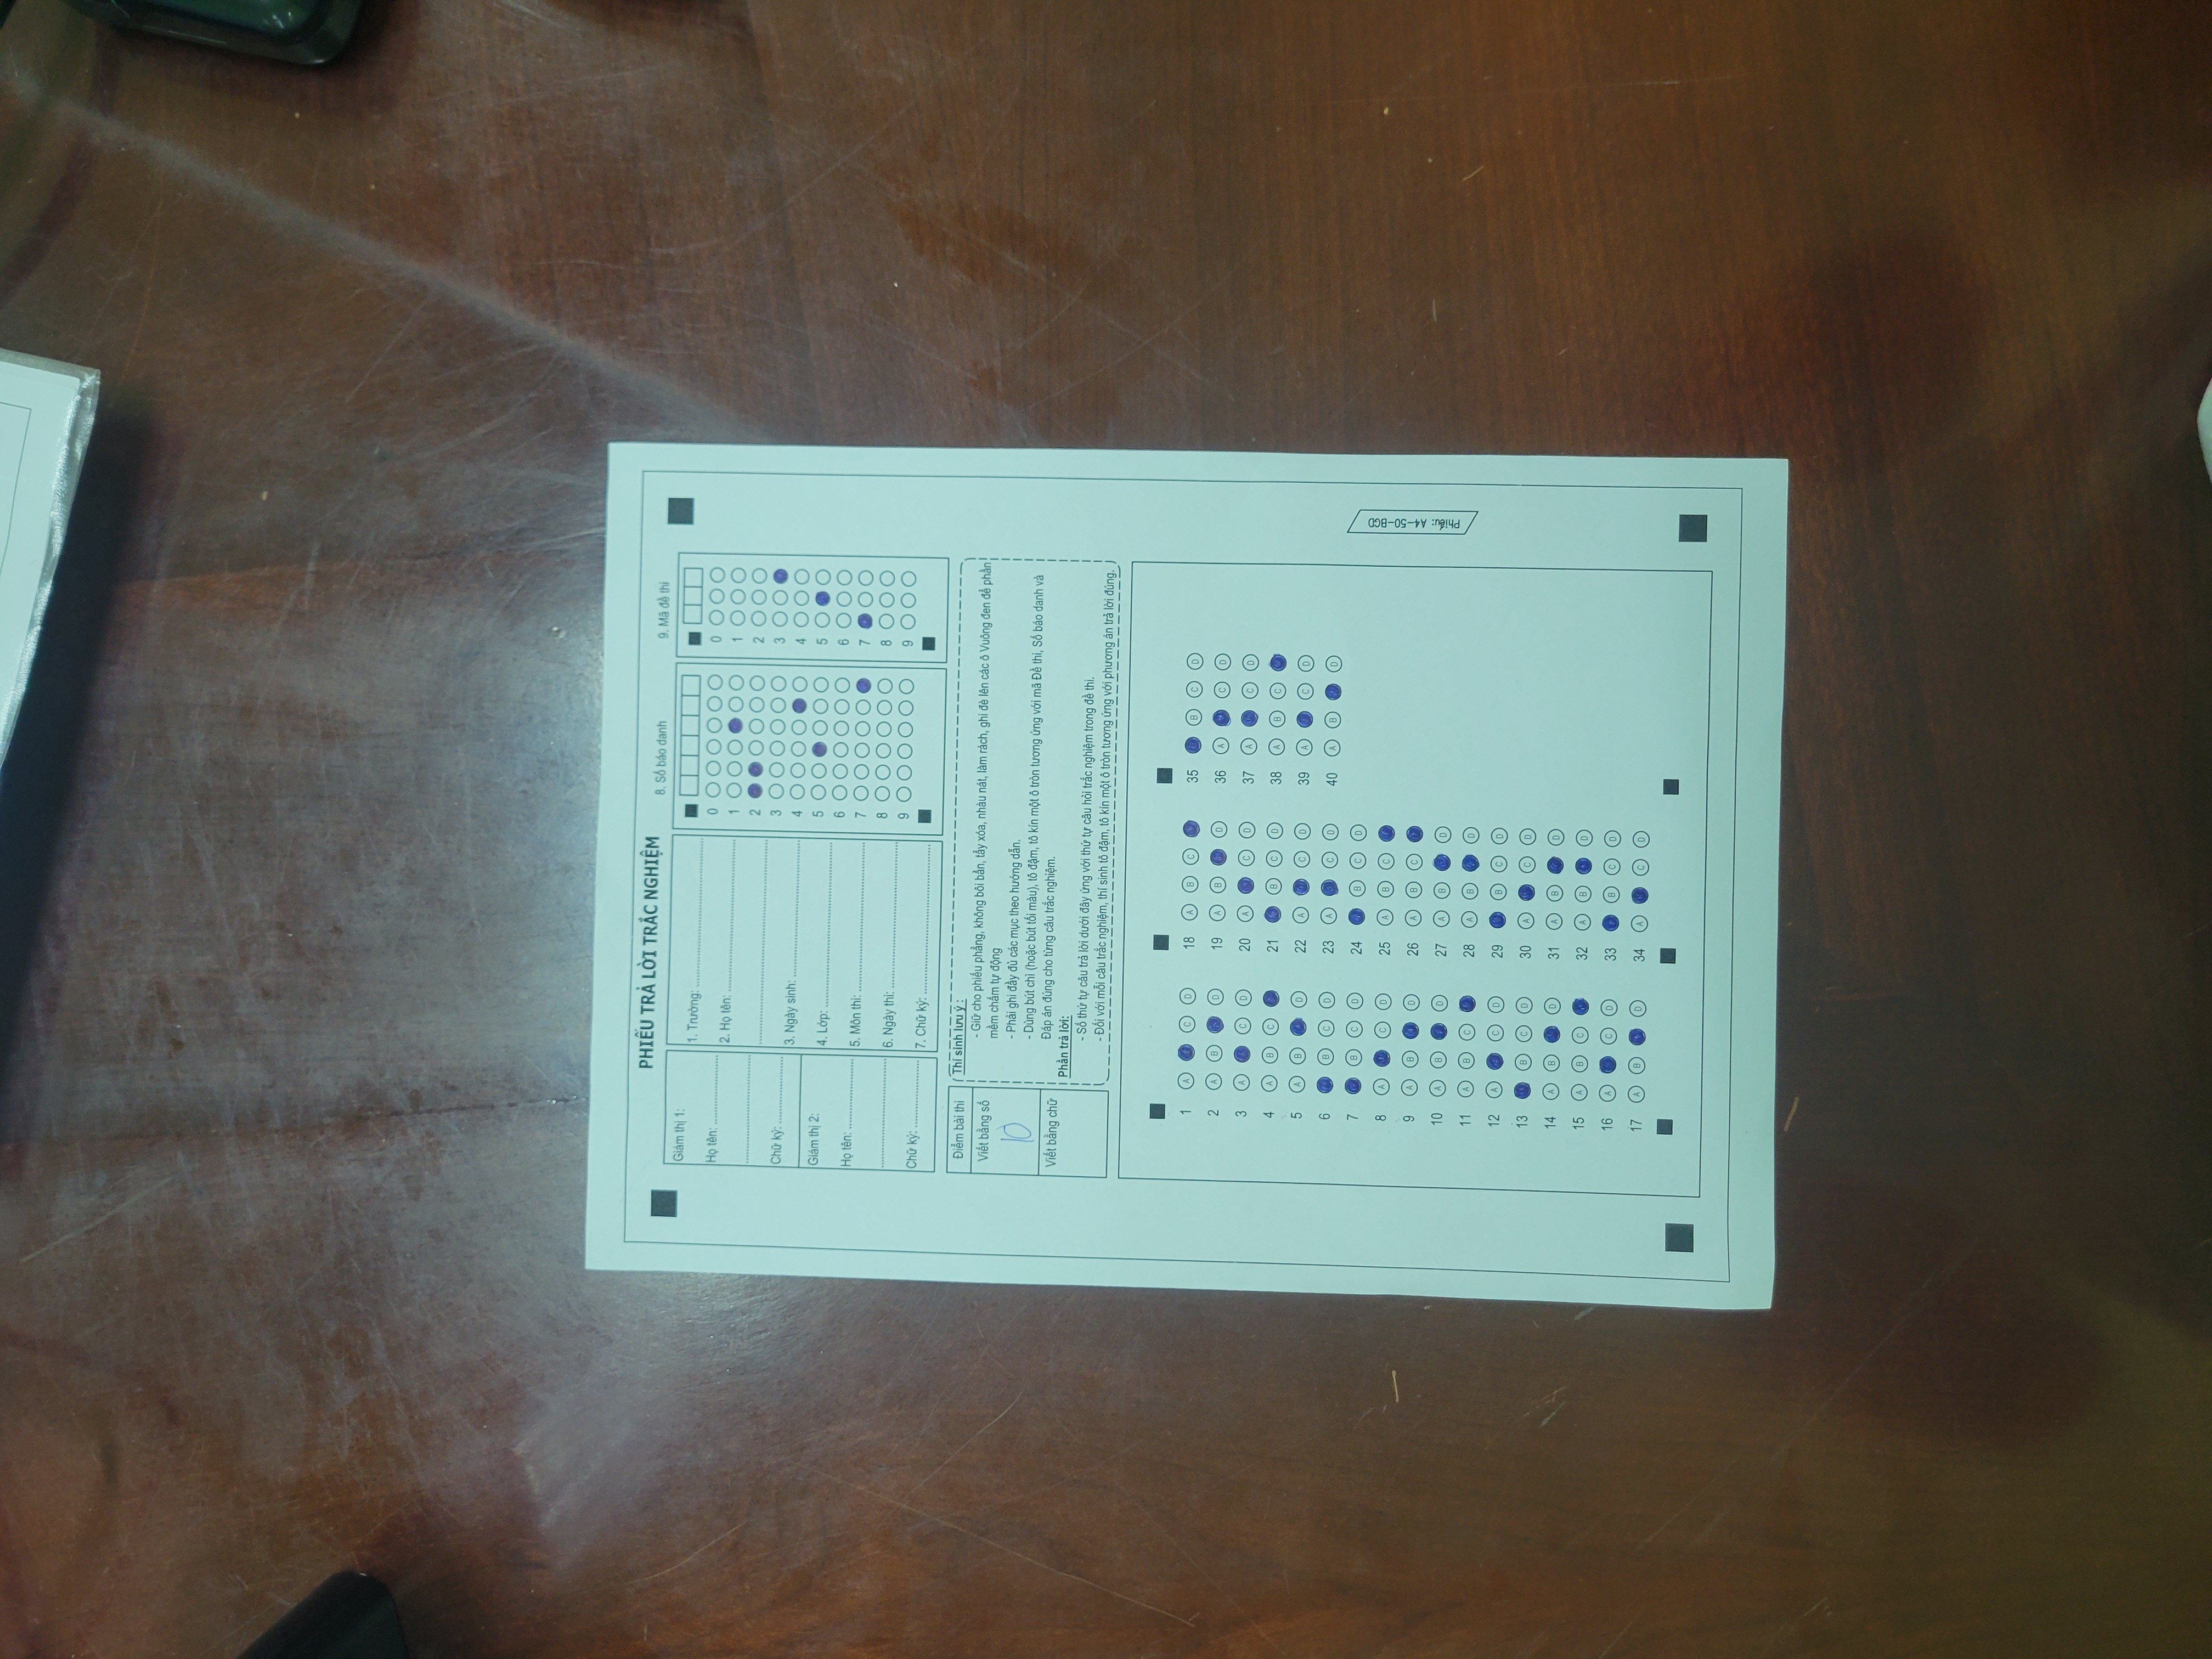 PHIẾU TRẢ LỜI TRẮC NGHIỆM
Giám thị 1:
Họ tên:
Chữ ký:
Giám thị 2:
Họ tên:
Chữ ký:
1. Trường:
2. Họ tên:
3. Ngày sinh:
4. Lớp:
5. Môn thi:
6. Ngày thi:
7. Chữ ký:
8. Số báo danh
0
1
2
3
4
5
6
7
8
9
9. Mã đề thi
0
1
2
3
4
5
6
7
8
9
Điểm bài thi
Viết bằng số
10
Viết bằng chữ
Thí sinh lưu ý :
- Giữ cho phiếu phẳng, không bôi bẩn, tẩy xóa, nhàu nát, làm rách, ghi đè lên các ô Vuông đen để phần
mềm chấm tự động
- Phải ghi đầy đủ các mục theo hướng dẫn.
- Dùng bút chì (hoặc bút tối màu), tô đậm, tô kín một ô tròn tương ứng với mã Đề thi, Số báo danh và
Đáp án đúng cho từng câu trắc nghiệm.
Phần trả lời:
- Số thứ tự câu trả lời dưới đây ứng với thứ tự câu hỏi trắc nghiệm trong đề thi.
- Đối với mỗi câu trắc nghiệm, thí sinh tô đậm, tô kín một ô tròn tương ứng với phương án trả lời đúng.
1 A C D
2 A B D
3 A C D
4 A B C
5 A B D
6 B C D
7 B C D
8 A C D
9 A B D
10 A B D
11 A B C
12 A C D
13 B C D
14 A B D
15 A B C
16 A C D
17 A B D
18 A B C
19 A B D
20 A C D
21 B C D
22 A C D
23 A C D
24 B C D
25 A B C
26 A B C
27 A B D
28 A B D
29 B C D
30 A C D
31 A B D
32 A B D
33 B C D
34 A C D
35 B C D
36 A C D
37 A C D
38 A B C
39 A C D
40 A B D
Phiếu: A4-50-BGD